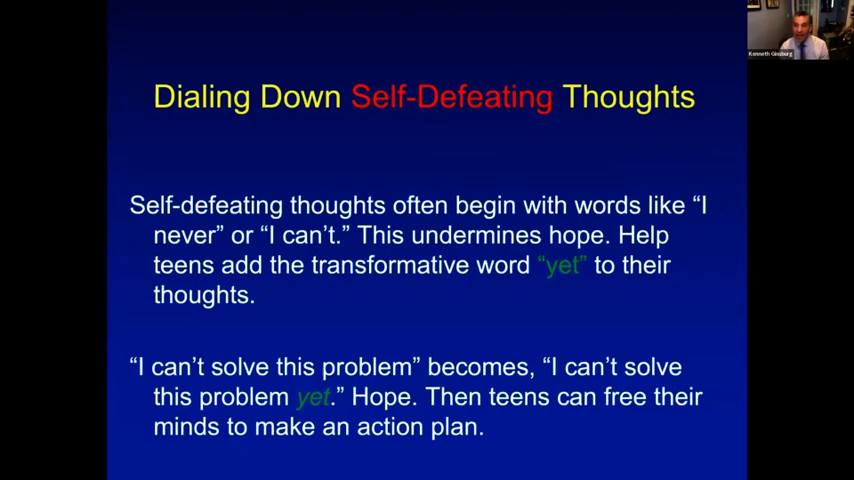 Kenneth Ginsburg
Dialing Down Self-Defeating Thoughts
Self-defeating thoughts often begin with words like “I
never” or “I can’t.” This undermines hope. Help
teens add the transformative word “yet” to their
thoughts.
“I can’t solve this problem” becomes, “I can’t solve
this problem yet.” Hope. Then teens can free their
minds to make an action plan.